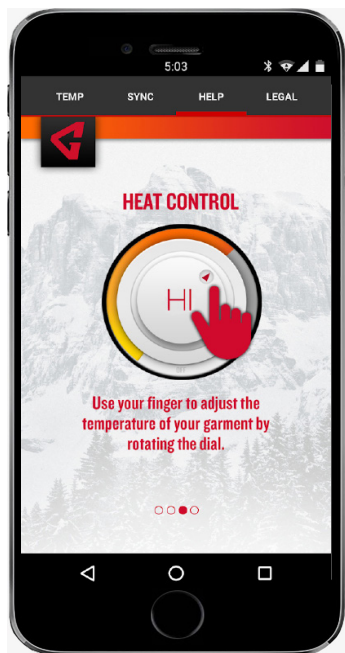 5:03
TEMP SYNC HELP LEGAL
HEAT CONTROL
HI
Use your finger to adjust the
temperature of your garment by
rotating the dial.